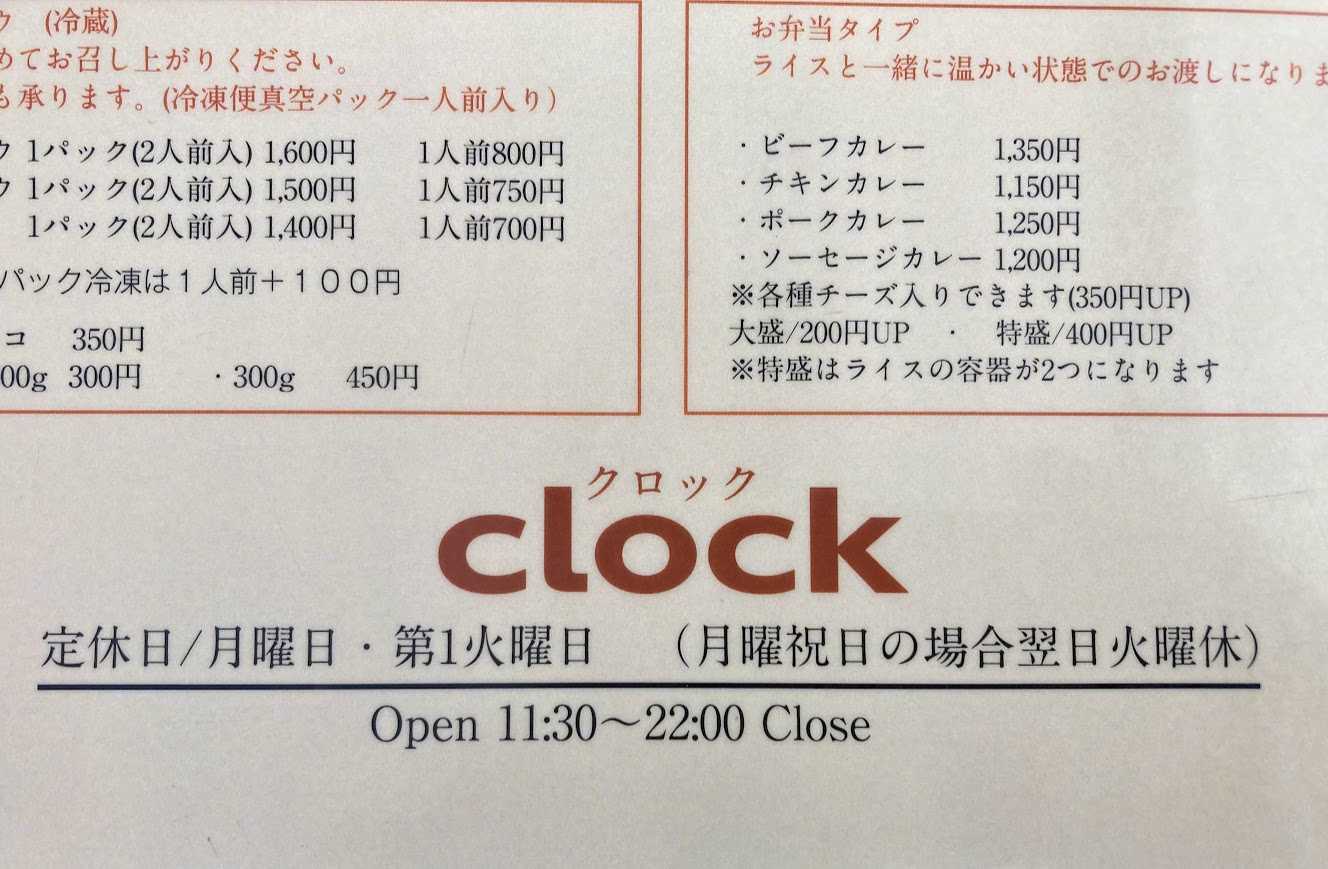 ウ (冷蔵)
めてお召し上がりください。
も承ります。(冷凍便真空パック一人前入り)
ウ 1パック(2人前入) 1,600円 1人前800円
ウ 1パック(2人前入) 1,500円 1人前750円
1パック(2人前入) 1,400円 1人前700円
パック冷凍は１人前＋１００円
コ 350円
00g 300円 ・300g 450円
お弁当タイプ
ライスと一緒に温かい状態でのお渡しになりま
・ビーフカレー 1,350円
・チキンカレー 1,150円
・ポークカレー 1,250円
・ソーセージカレー 1,200円
※各種チーズ入りできます(350円UP)
大盛/200円UP ・ 特盛/400円UP
※特盛はライスの容器が2つになります
クロック
clock
定休日/月曜日・第1火曜日 （月曜祝日の場合翌日火曜休）
Open 11:30〜22:00 Close